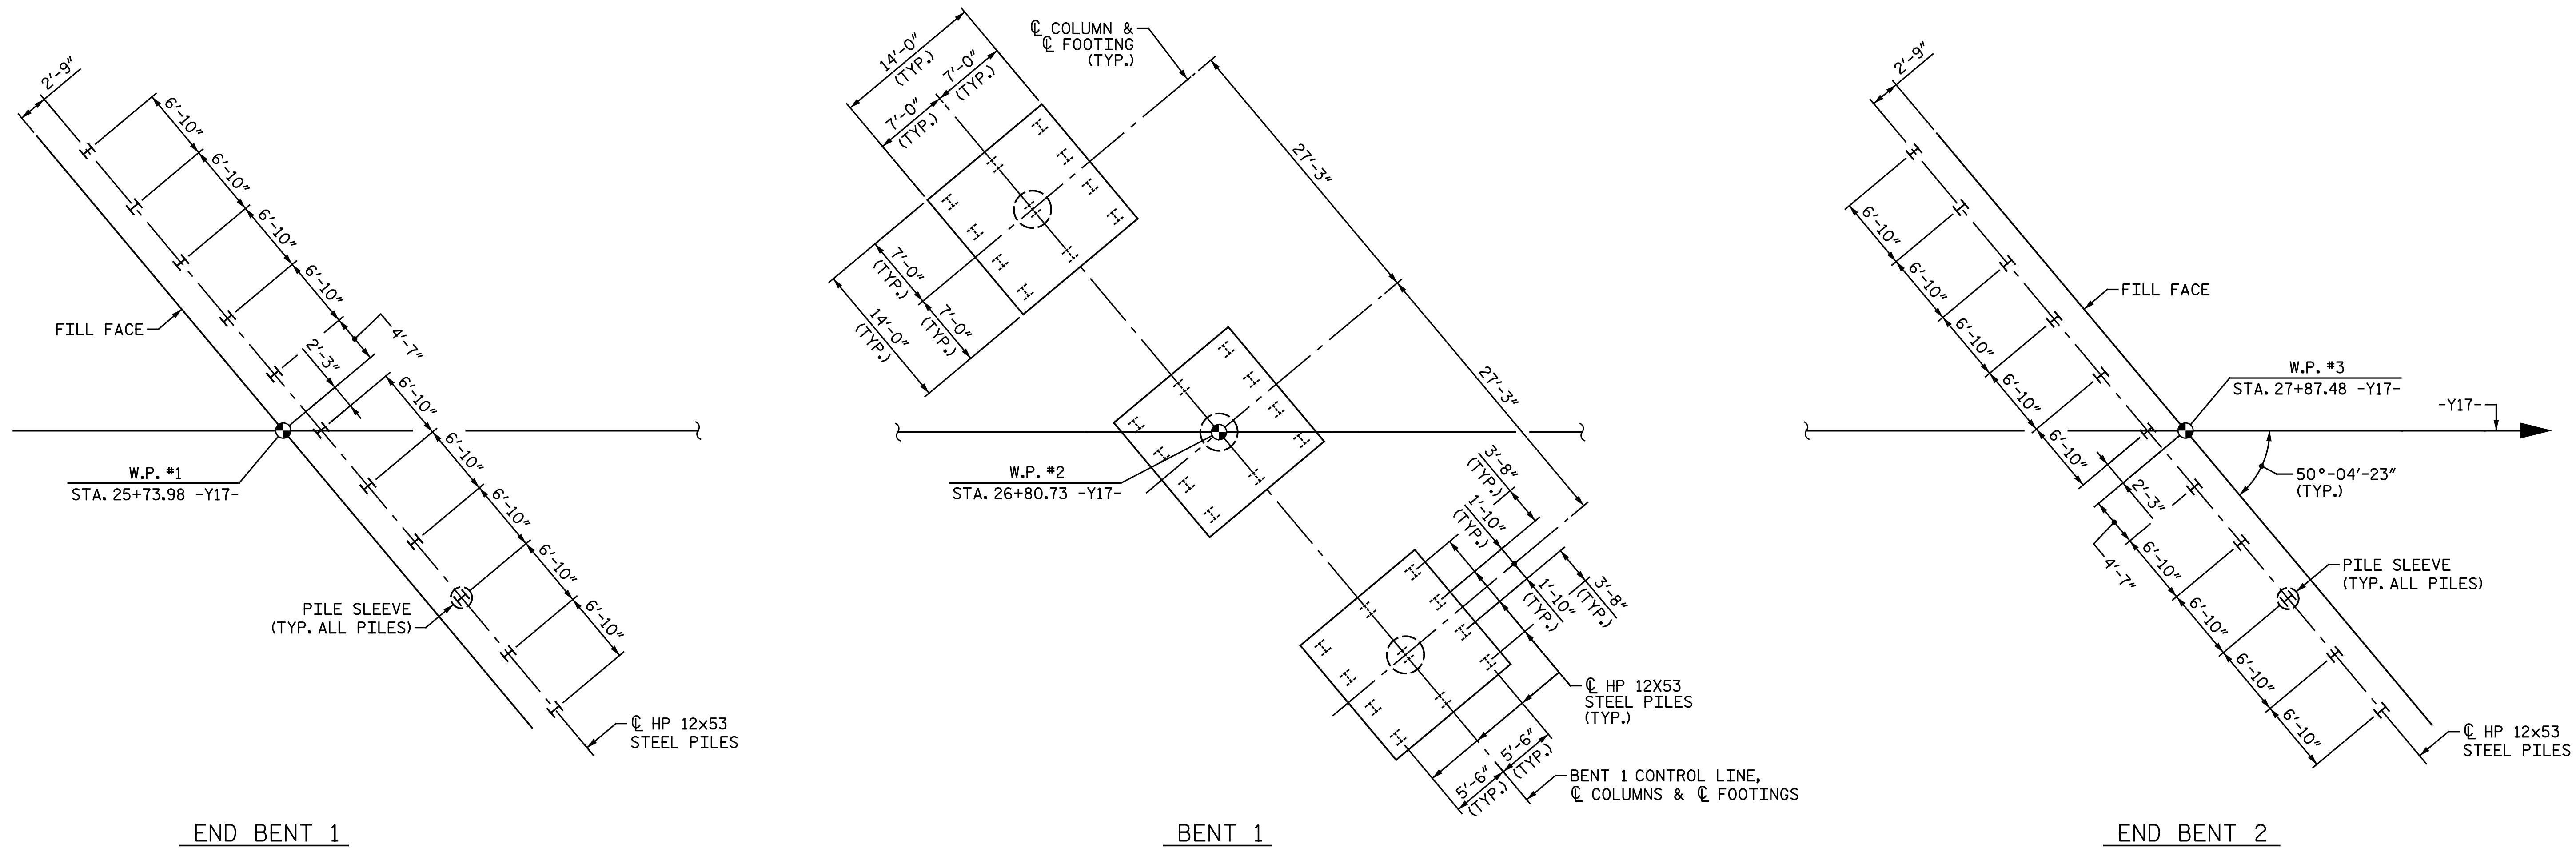 2'-9"
6'-10"
6'-10"
6'-10"
6'-10"
4'-7"
2'-3"
6'-10"
6'-10"
6'-10"
6'-10"
6'-10"
FILL FACE
W.P. #1
STA. 25+73.98 -Y17-
PILE SLEEVE
(TYP. ALL PILES)
℄ HP 12x53
STEEL PILES
END BENT 1
℄ COLUMN &
℄ FOOTING
(TYP.)
14'-0"
(TYP.)
7'-0"
(TYP.)
7'-0"
(TYP.)
7'-0"
(TYP.)
14'-0"
(TYP.)
7'-0"
(TYP.)
27'-3"
27'-3"
W.P. #2
STA. 26+80.73 -Y17-
3'-8"
(TYP.)
1'-10"
(TYP.)
1'-10"
(TYP.)
3'-8"
(TYP.)
℄ HP 12X53
STEEL PILES
(TYP.)
5'-6"
(TYP.)
5'-6"
(TYP.)
BENT 1 CONTROL LINE,
℄ COLUMNS & ℄ FOOTINGS
BENT 1
2'-9"
6'-10"
6'-10"
6'-10"
6'-10"
6'-10"
2'-3"
4'-7"
6'-10"
6'-10"
6'-10"
6'-10"
FILL FACE
W.P. #3
STA. 27+87.48 -Y17-
-Y17-
50°-04'-23"
(TYP.)
PILE SLEEVE
(TYP. ALL PILES)
℄ HP 12x53
STEEL PILES
END BENT 2